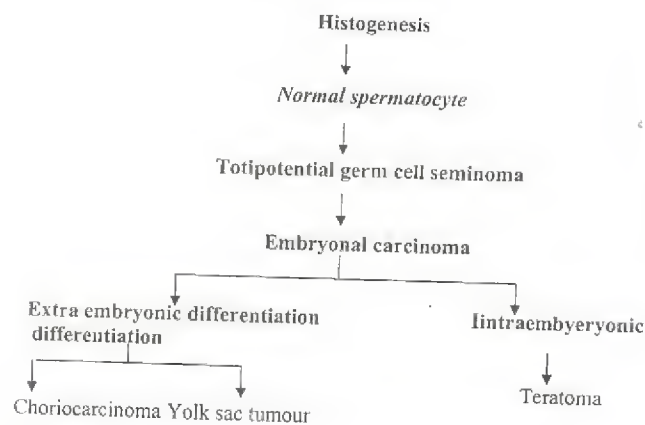 Histogenesis
Normal spermatocyte
Totipotential germ cell seminoma
Embryonal carcinoma
Extra embryonic differentiation
differentiation
Iintraembyeryonic
Choriocarcinoma Yolk sac tumour
Teratoma